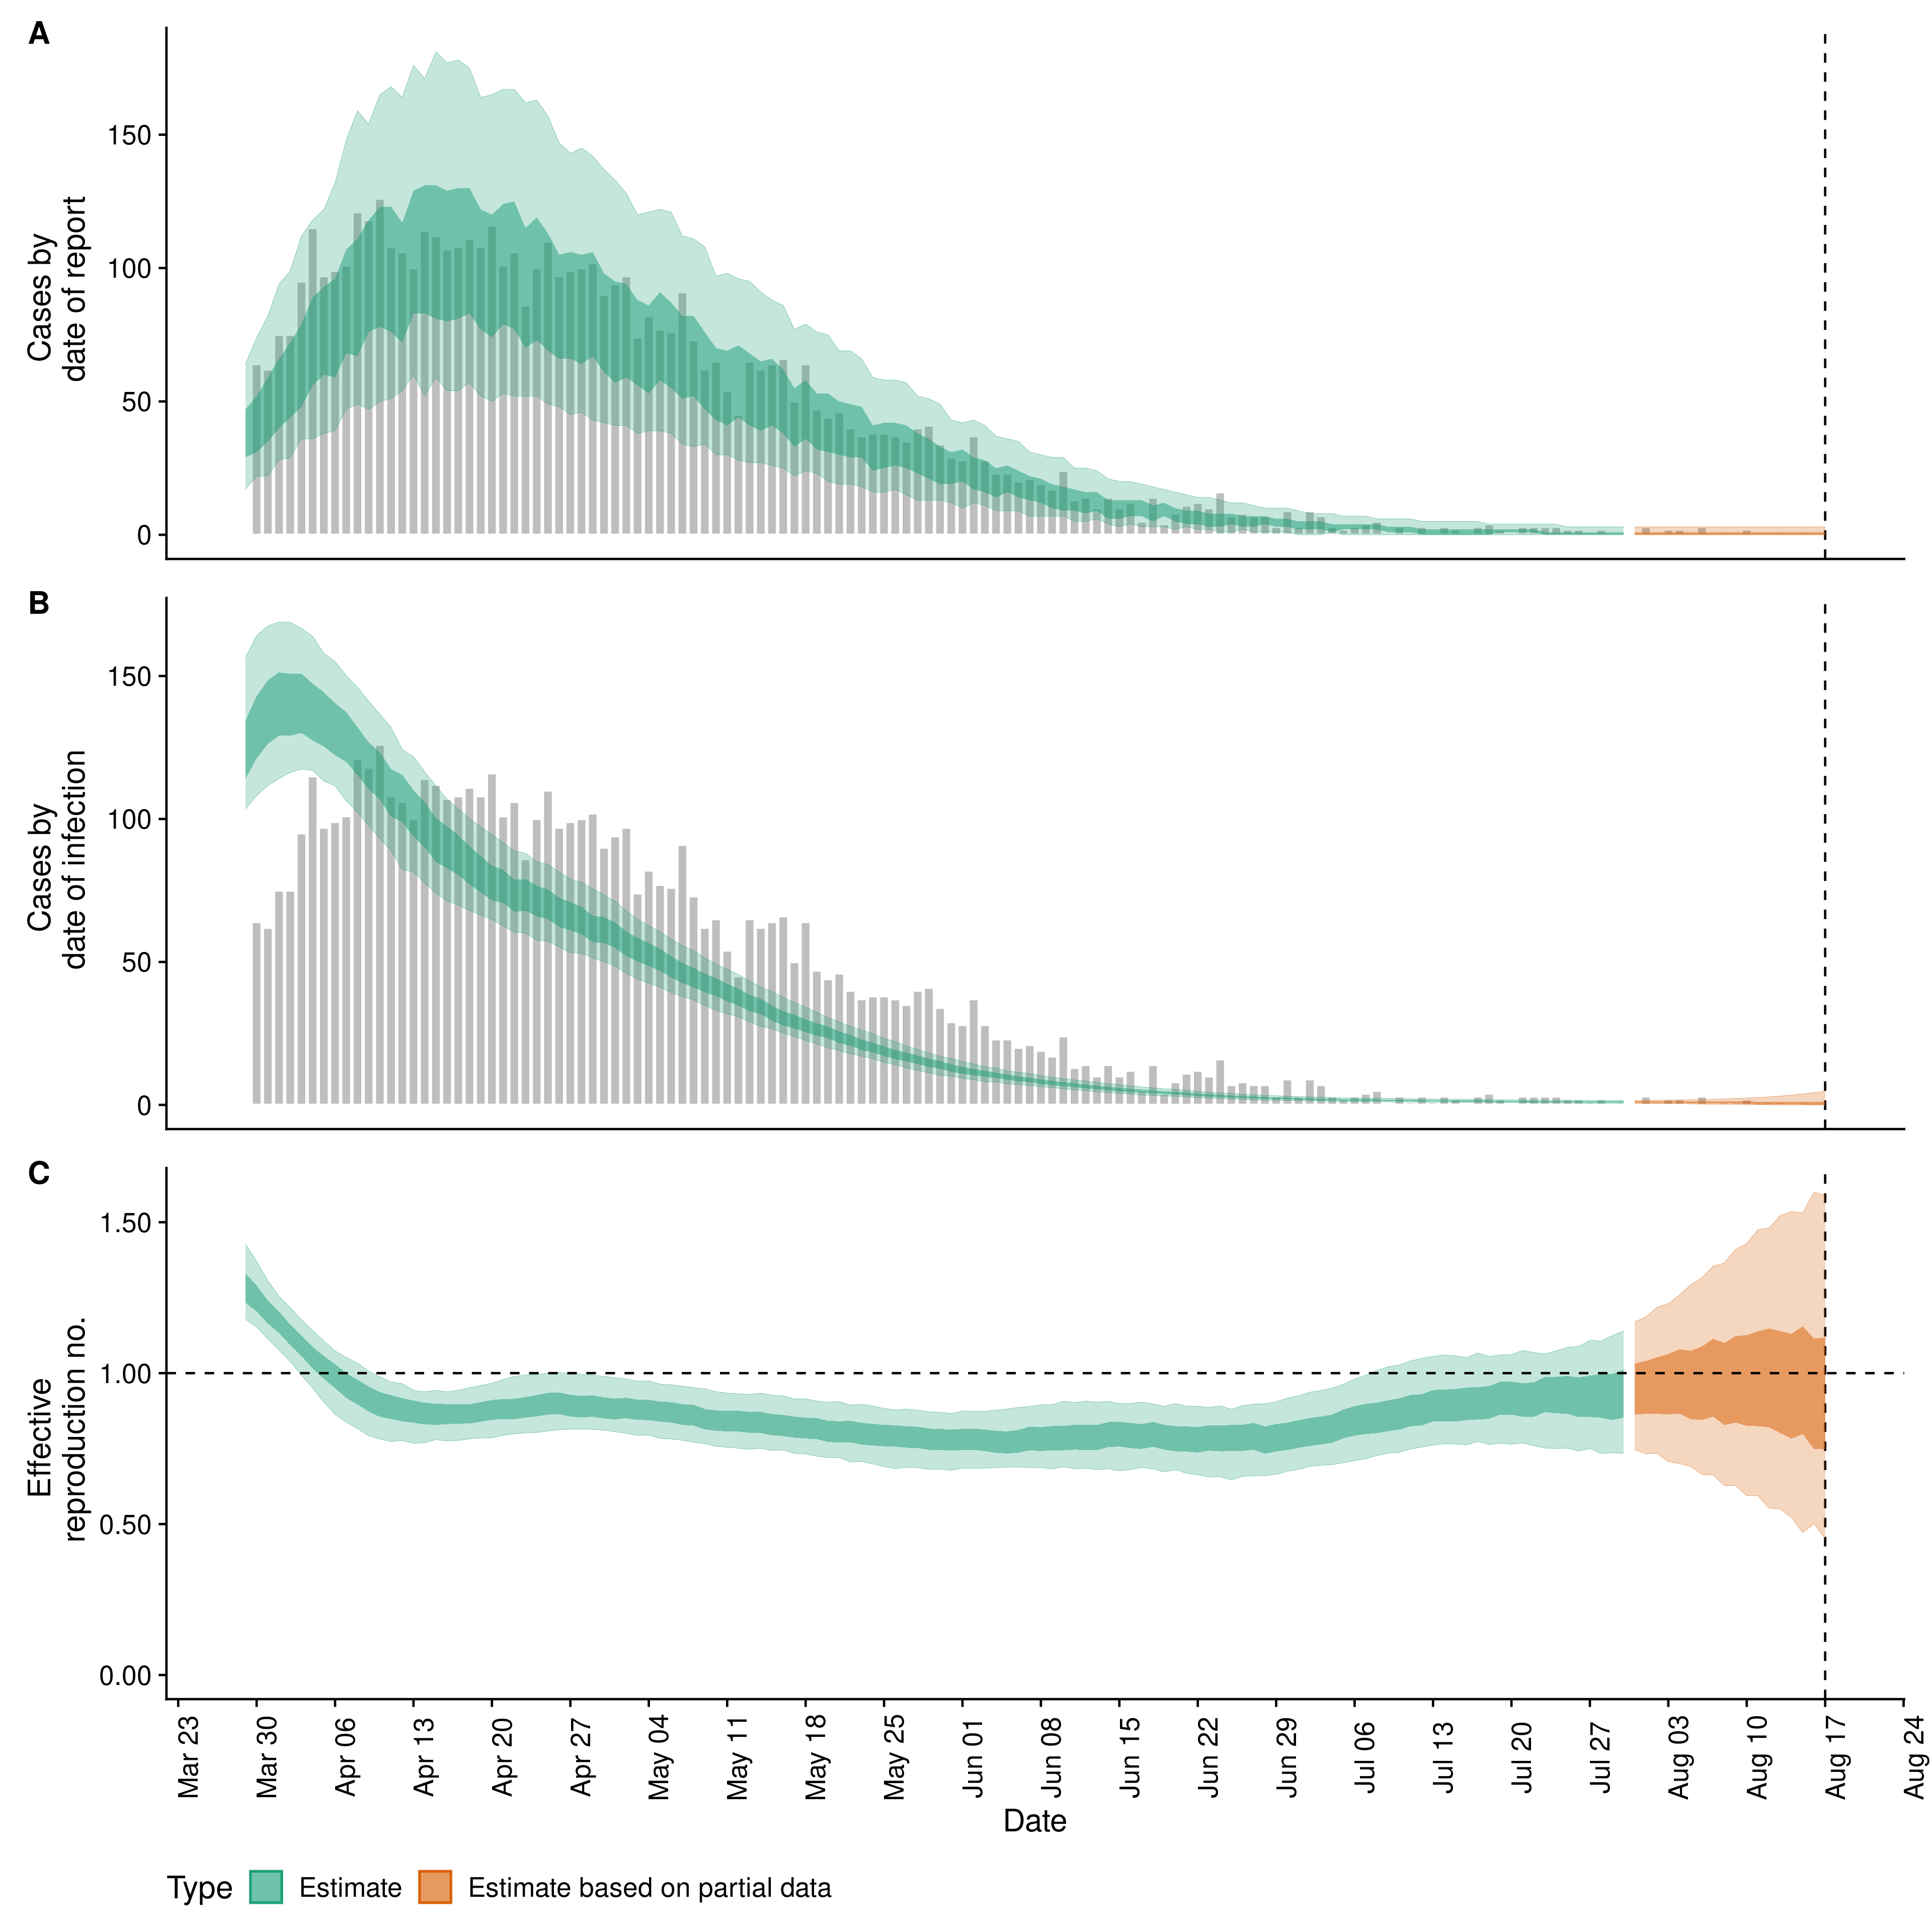 A
Cases by
date of report
150
100
50
0
B
Cases by
date of infection
150
100
50
0
C
Effective
reproduction no.
1.50
1.00
0.50
0.00
Mar 23
Mar 30
Apr 06
Apr 13
Apr 20
Apr 27
May 04
May 11
May 18
May 25
Jun 01
Jun 08
Jun 15
Jun 22
Jun 29
Jul 06
Jul 13
Jul 20
Jul 27
Aug 03
Aug 10
Aug 17
Aug 24
Date
Type Estimate Estimate based on partial data